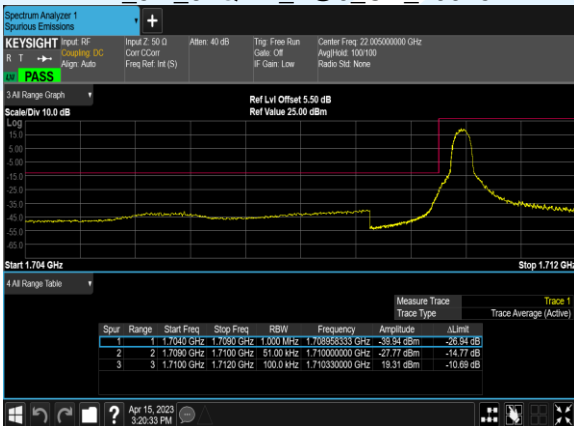 Spectrum Analyzer 1
Spurious Emissions
+
KEYSIGHT Input: RF Input Z: 50 Ω Atten: 40 dB Trig: Free Run Center Freq: 22.005000000 GHz
R T Coupling: DC Corr CCorr Gate: Off Avg|Hold: 100/100
Align: Auto Freq Ref: Int (S) IF Gain: Low Radio Std: None
PASS
3 All Range Graph
Ref Lvl Offset 5.50 dB
Scale/Div 10.0 dB Ref Value 25.00 dBm
Log
15.0
5.00
-5.00
-15.0
-25.0
-35.0
-45.0
-55.0
-65.0
Start 1.704 GHz Stop 1.712 GHz
4 All Range Table
Measure Trace Trace 1
Trace Type Trace Average (Active)
Spur Range Start Freq Stop Freq RBW Frequency Amplitude ΔLimit
1 1 1.7040 GHz 1.7090 GHz 1.000 MHz 1.708958333 GHz -39.94 dBm -26.94 dB
2 2 1.7090 GHz 1.7100 GHz 51.00 kHz 1.710000000 GHz -27.77 dBm -14.77 dB
3 3 1.7100 GHz 1.7120 GHz 100.0 kHz 1.710330000 GHz 19.31 dBm -10.69 dB
? Apr 15, 2023
3:20:33 PM